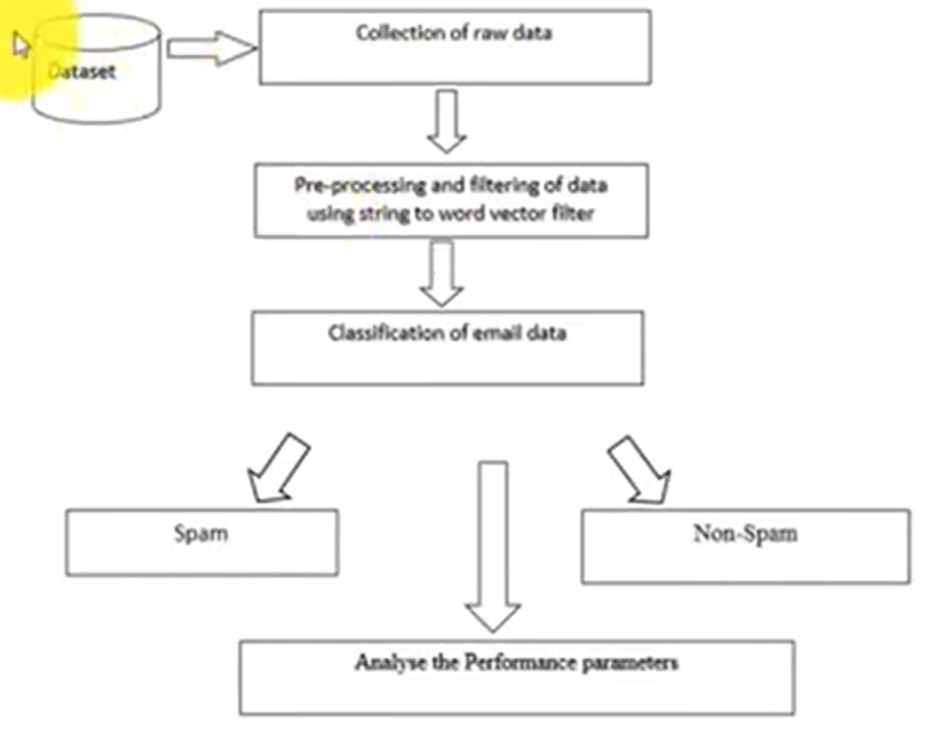 Dataset
Collection of raw data
Pre-processing and filtering of data
using string to word vector filter
Classification of email data
Spam
Non-Spam
Analyse the Performance parameters